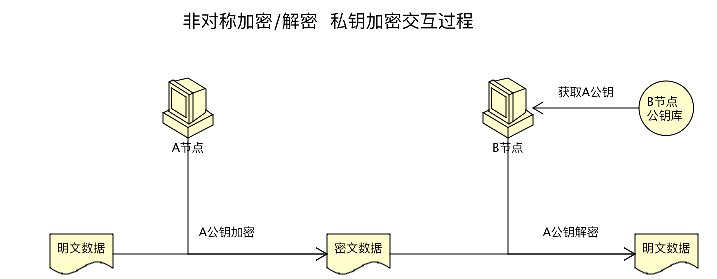 非对称加密/解密 私钥加密交互过程
获取A公钥
B节点
公钥库
A节点
B节点
A公钥加密
A公钥解密
明文数据
密文数据
明文数据